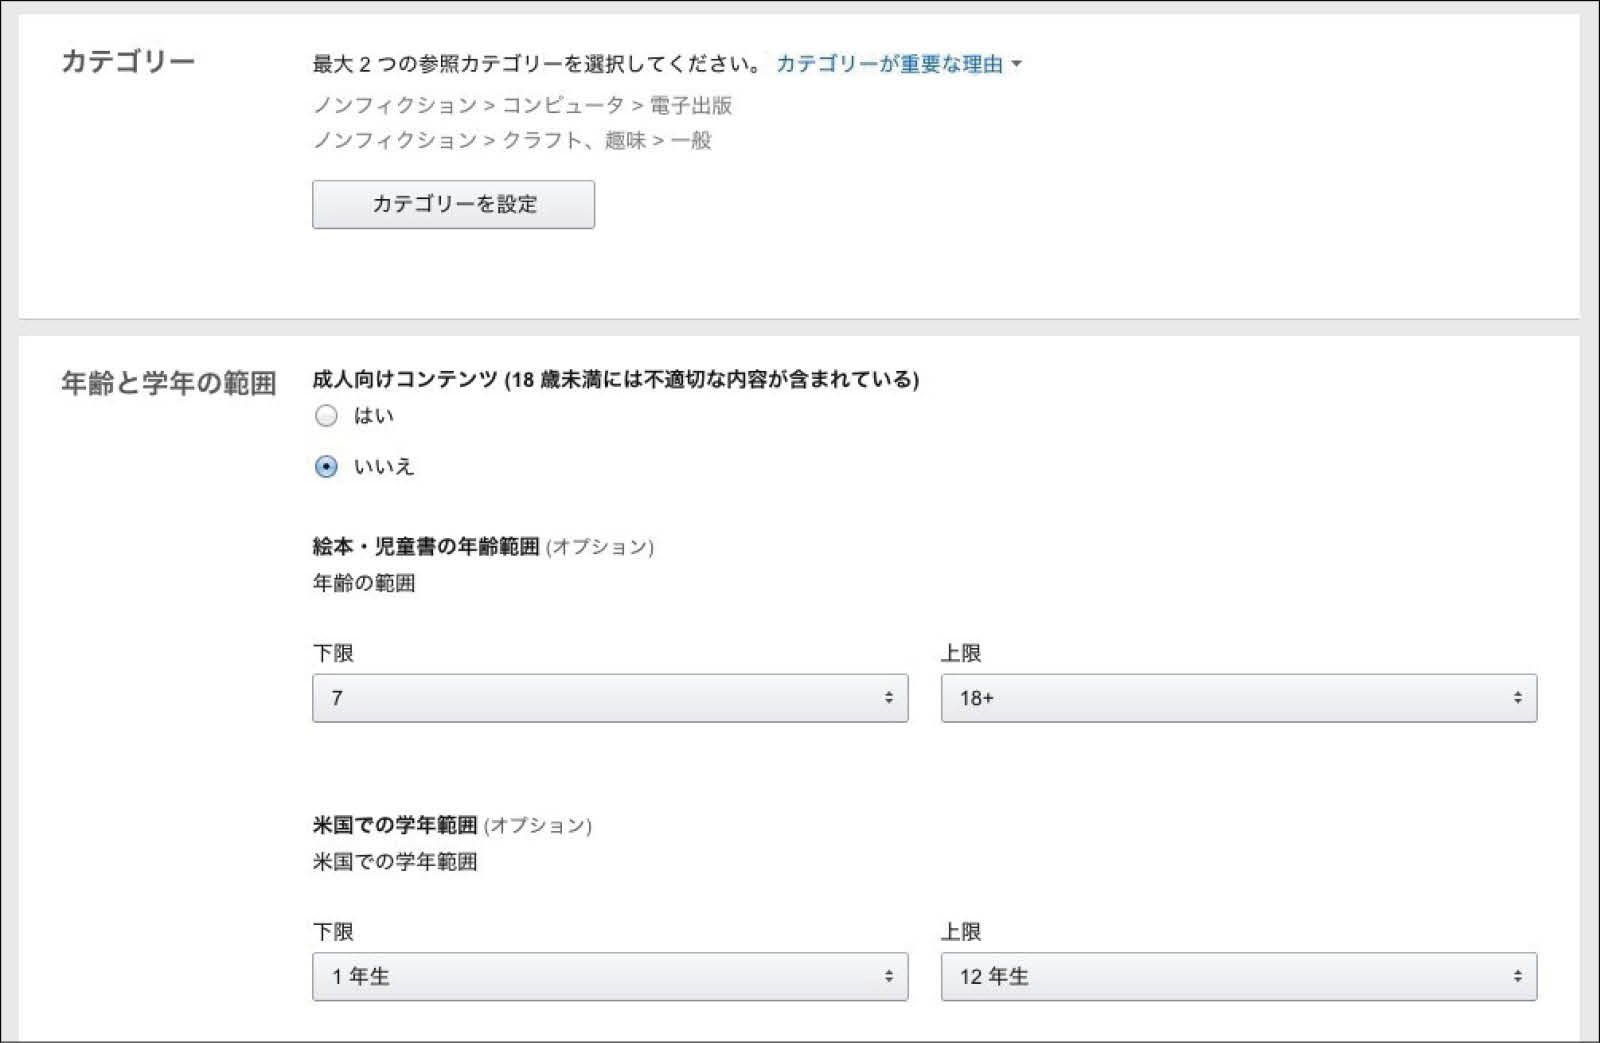 カテゴリー
最大 2 つの参照カテゴリーを選択してください。 カテゴリーが重要な理由
ノンフィクション > コンピュータ > 電子出版
ノンフィクション > クラフト、趣味 > 一般
カテゴリーを設定
年齢と学年の範囲
成人向けコンテンツ (18 歳未満には不適切な内容が含まれている)
はい
いいえ
絵本・児童書の年齢範囲 (オプション)
年齢の範囲
下限 上限
7 18+
米国での学年範囲 (オプション)
米国での学年範囲
下限 上限
1 年生 12 年生